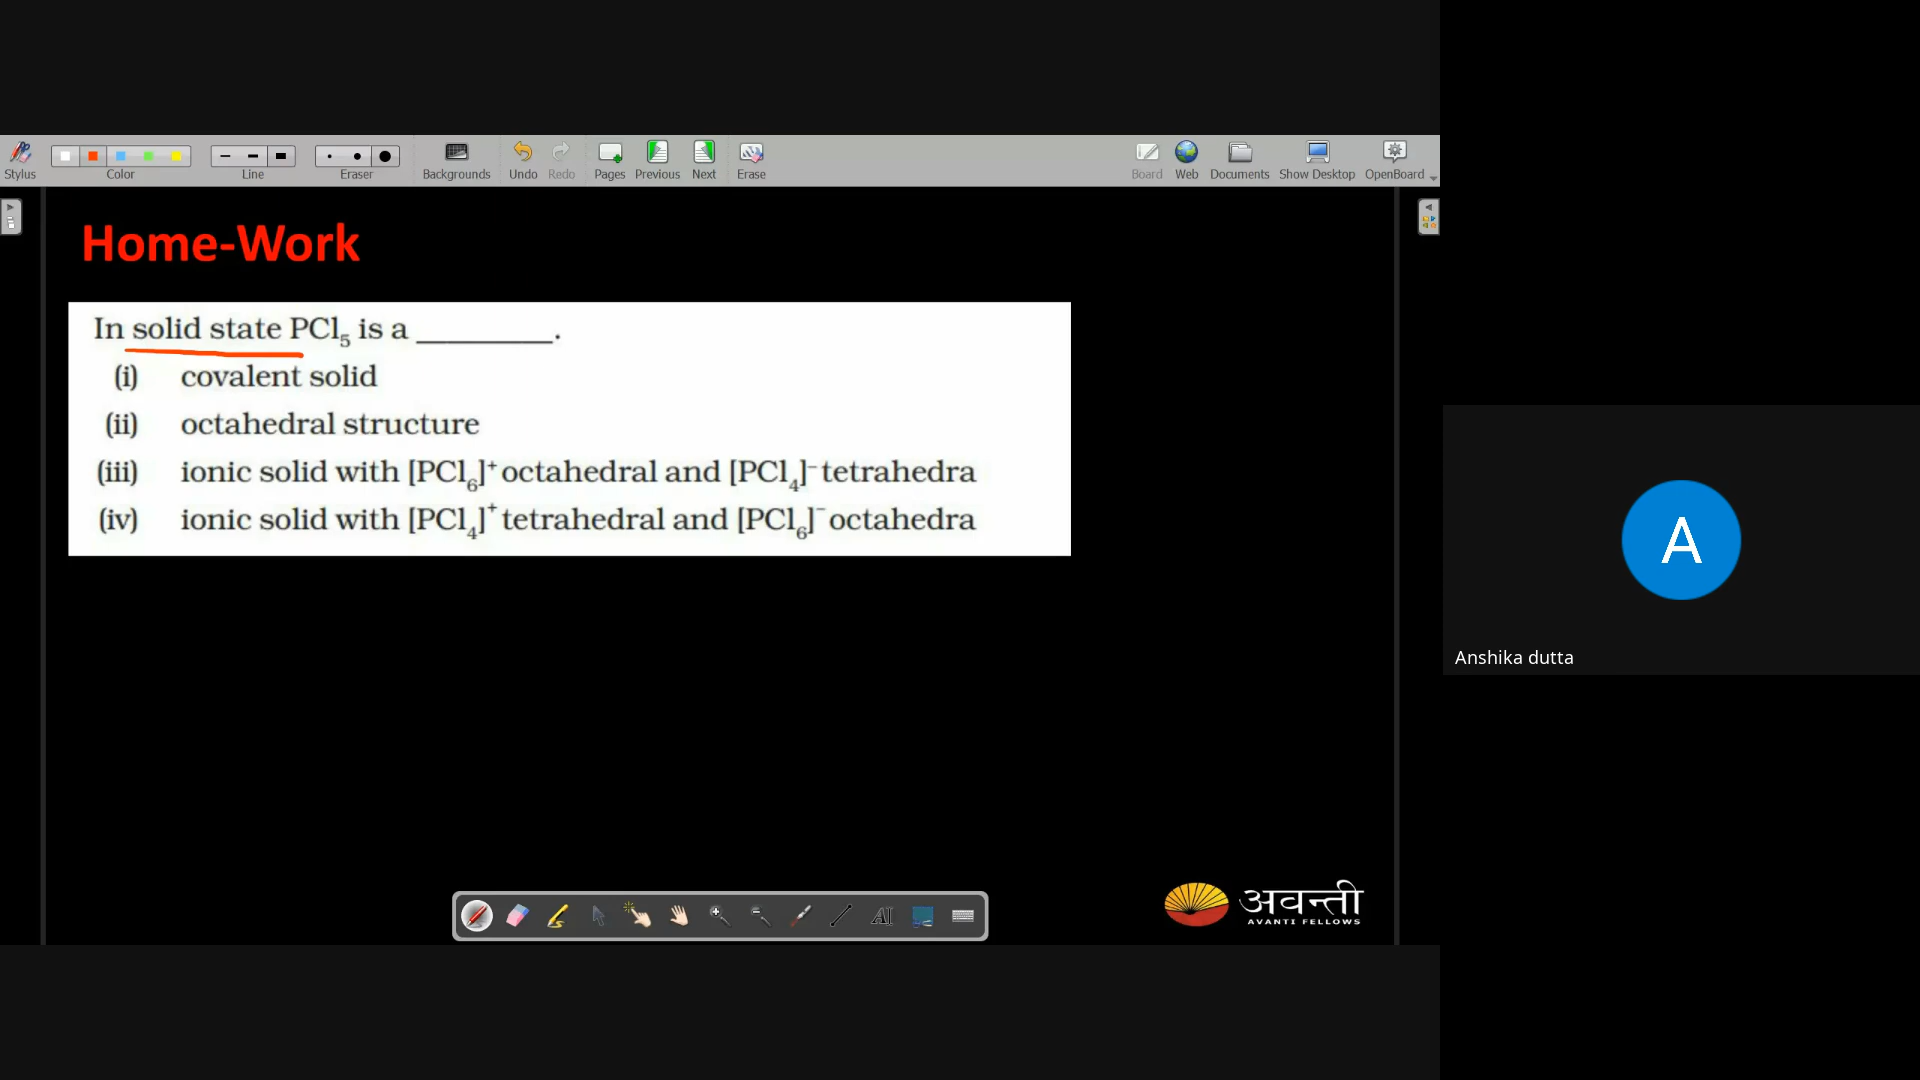 Stylus Color Line Eraser Backgrounds Undo Redo Pages Previous Next Erase Board Web Documents Show Desktop OpenBoard
Home-Work
In solid state PCl₅ is a _________.
(i) covalent solid
(ii) octahedral structure
(iii) ionic solid with [PCl₆]⁺ octahedral and [PCl₄]⁻ tetrahedra
(iv) ionic solid with [PCl₄]⁺ tetrahedral and [PCl₆]⁻ octahedra
A
Anshika dutta
AI
अवन्ती
AVANTI FELLOWS